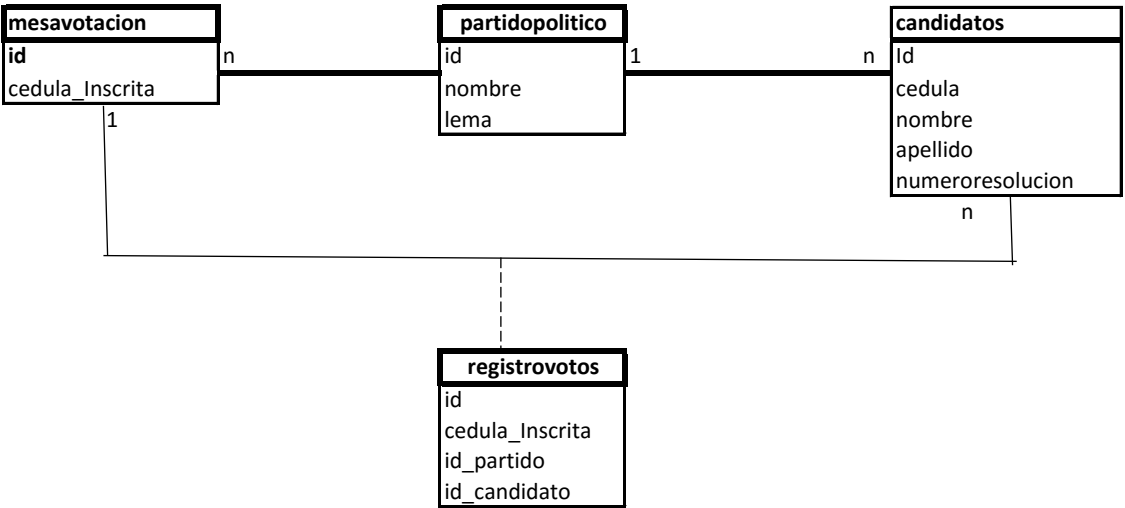 mesavotacion
id
cedula_Inscrita
n
1
partidopolitico
id
nombre
lema
1
n
candidatos
Id
cedula
nombre
apellido
numeroresolucion
n
registrovotos
id
cedula_Inscrita
id_partido
id_candidato